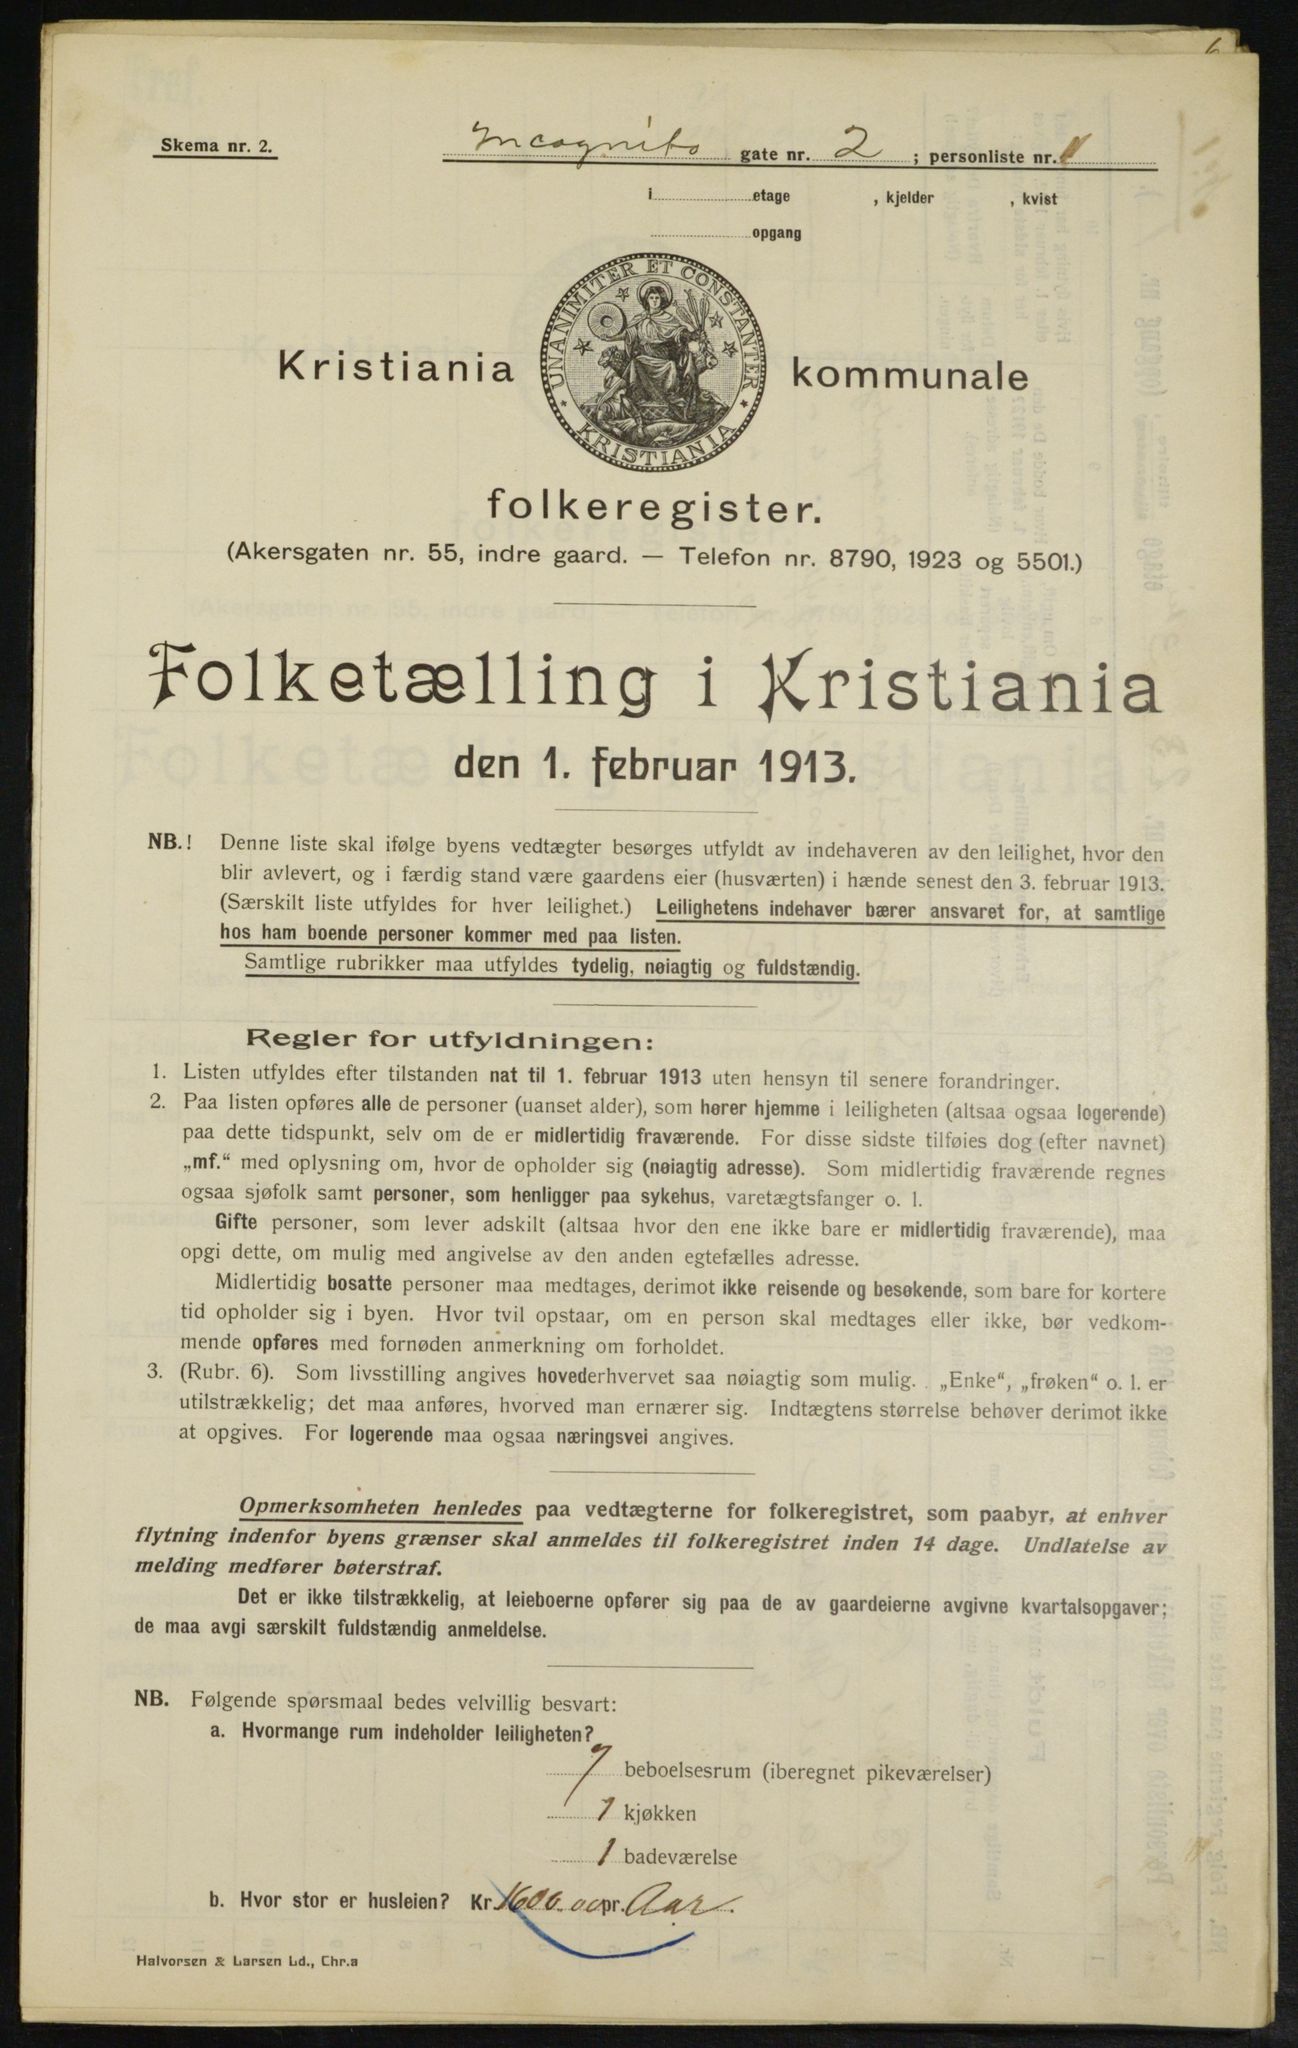 6
Skema nr. 2.
Incognito gate nr. 2 ; personliste nr. 1
i etage , kjelder , kvist
opgang
UNANIMITER ET CONSTANTER
KRISTIANIA
Kristiania kommunale
folkeregister.
(Akersgaten nr. 55, indre gaard. — Telefon nr. 8790, 1923 og 5501.)
Folketælling i Kristiania
den 1. februar 1913.
NB.! Denne liste skal ifølge byens vedtægter besørges utfyldt av indehaveren av den leilighet, hvor den
blir avlevert, og i færdig stand være gaardens eier (husværten) i hænde senest den 3. februar 1913.
(Særskilt liste utfyldes for hver leilighet.) Leilighetens indehaver bærer ansvaret for, at samtlige
hos ham boende personer kommer med paa listen.
Samtlige rubrikker maa utfyldes tydelig, nøiagtig og fuldstændig.
Regler for utfyldningen:
1. Listen utfyldes efter tilstanden nat til 1. februar 1913 uten hensyn til senere forandringer.
2. Paa listen opføres alle de personer (uanset alder), som hører hjemme i leiligheten (altsaa ogsaa logerende)
paa dette tidspunkt, selv om de er midlertidig fraværende. For disse sidste tilføies dog (efter navnet)
„mf.“ med oplysning om, hvor de opholder sig (nøiagtig adresse). Som midlertidig fraværende regnes
ogsaa sjøfolk samt personer, som henligger paa sykehus, varetægtsfanger o. l.
Gifte personer, som lever adskilt (altsaa hvor den ene ikke bare er midlertidig fraværende), maa
opgi dette, om mulig med angivelse av den anden egtefælles adresse.
Midlertidig bosatte personer maa medtages, derimot ikke reisende og besøkende, som bare for kortere
tid opholder sig i byen. Hvor tvil opstaar, om en person skal medtages eller ikke, bør vedkom-
mende opføres med fornøden anmerkning om forholdet.
3. (Rubr. 6). Som livsstilling angives hovederhvervet saa nøiagtig som mulig. „Enke“, „frøken“ o. l. er
utilstrækkelig; det maa anføres, hvorved man ernærer sig. Indtægtens størrelse behøver derimot ikke
at opgives. For logerende maa ogsaa næringsvei angives.
Opmerksomheten henledes paa vedtægterne for folkeregistret, som paabyr, at enhver
flytning indenfor byens grænser skal anmeldes til folkeregistret inden 14 dage. Undlatelse av
melding medfører bøterstraf.
Det er ikke tilstrækkelig, at leieboerne opfører sig paa de av gaardeierne avgivne kvartalsopgaver;
de maa avgi særskilt fuldstændig anmeldelse.
NB. Følgende spørsmaal bedes velvillig besvart:
a. Hvormange rum indeholder leiligheten?
7 beboelsesrum (iberegnet pikeværelser)
1 kjøkken
1 badeværelse
b. Hvor stor er husleien? Kr. 1600.00 pr. Aar.
Halvorsen & Larsen Ld., Chr.a